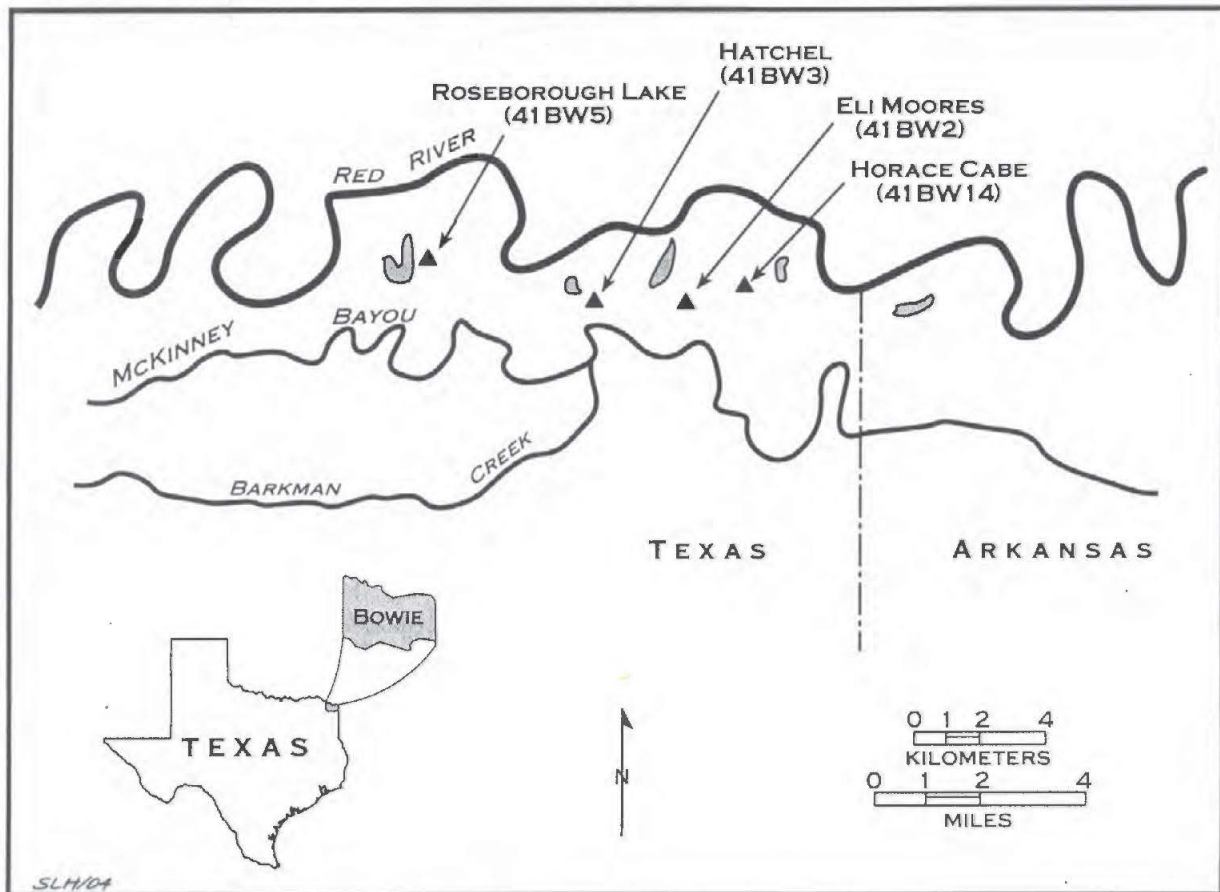 HATCHEL
(41BW3)
ROSEBOROUGH LAKE
(41BW5)
ELI MOORES
(41BW2)
HORACE CABE
(41BW14)
RED RIVER
MCKINNEY BAYOU
BARKMAN CREEK
TEXAS
ARKANSAS
BOWIE
TEXAS
N
0 1 2 4
KILOMETERS
0 1 2 4
MILES
SLH/04